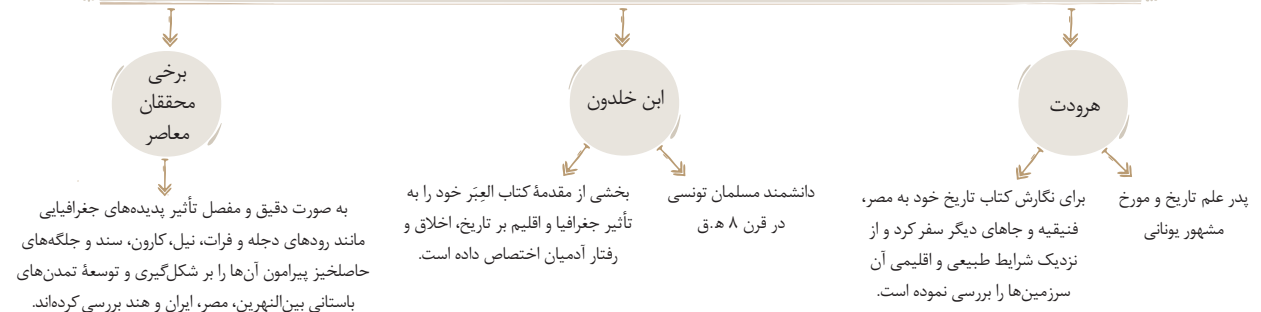 هرودت
پدر علم تاریخ و مورخ
مشهور یونانی
برای نگارش کتاب تاریخ خود به مصر،
فنیقیه و جاهای دیگر سفر کرد و از
نزدیک شرایط طبیعی و اقلیمی آن
سرزمین‌ها را بررسی نموده است.
ابن خلدون
دانشمند مسلمان تونسی
در قرن ۸ ه.ق
بخشی از مقدمهٔ کتاب العِبَر خود را به
تأثیر جغرافیا و اقلیم بر تاریخ، اخلاق و
رفتار آدمیان اختصاص داده است.
برخی
محققان
معاصر
به صورت دقیق و مفصل تأثیر پدیده‌های جغرافیایی
مانند رودهای دجله و فرات، نیل، کارون، سند و جلگه‌های
حاصلخیز پیرامون آن‌ها را بر شکل‌گیری و توسعهٔ تمدن‌های
باستانی بین‌النهرین، مصر، ایران و هند بررسی کرده‌اند.